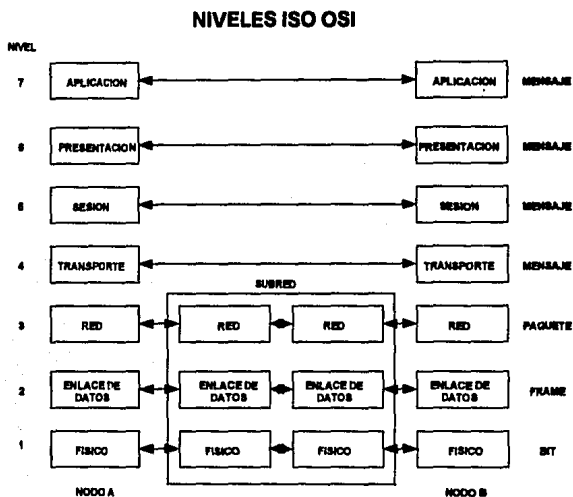 NIVELES ISO OSI
NIVEL
7 APLICACION APLICACION MENSAJE
6 PRESENTACION PRESENTACION MENSAJE
5 SESION SESION MENSAJE
4 TRANSPORTE TRANSPORTE MENSAJE
SUBRED
3 RED RED RED RED PAQUETE
2 ENLACE DE ENLACE DE ENLACE DE ENLACE DE FRAME
DATOS DATOS DATOS DATOS
1 FISICO FISICO FISICO FISICO BIT
NODO A NODO B